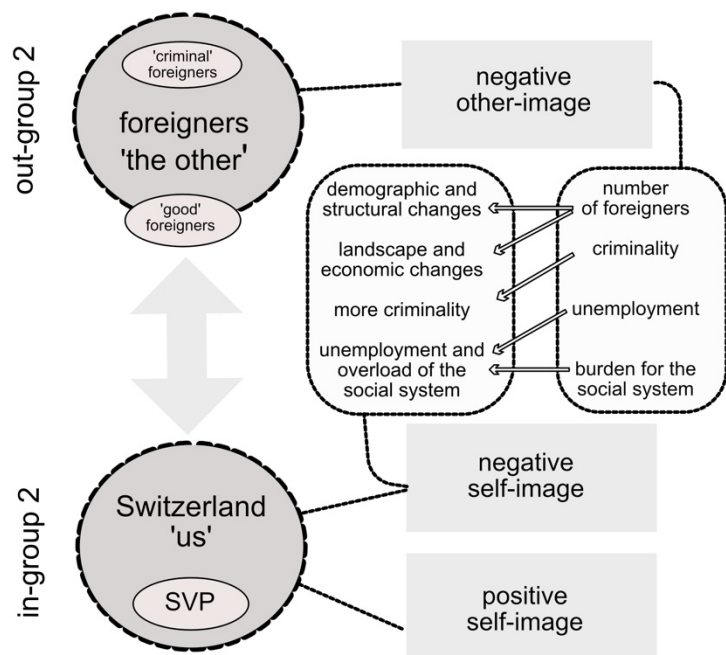 out-group 2
'criminal'
foreigners
foreigners
'the other'
'good'
foreigners
negative
other-image
demographic and
structural changes
landscape and
economic changes
more criminality
unemployment and
overload of the
social system
number
of foreigners
criminality
unemployment
burden for the
social system
in-group 2
Switzerland
'us'
SVP
negative
self-image
positive
self-image